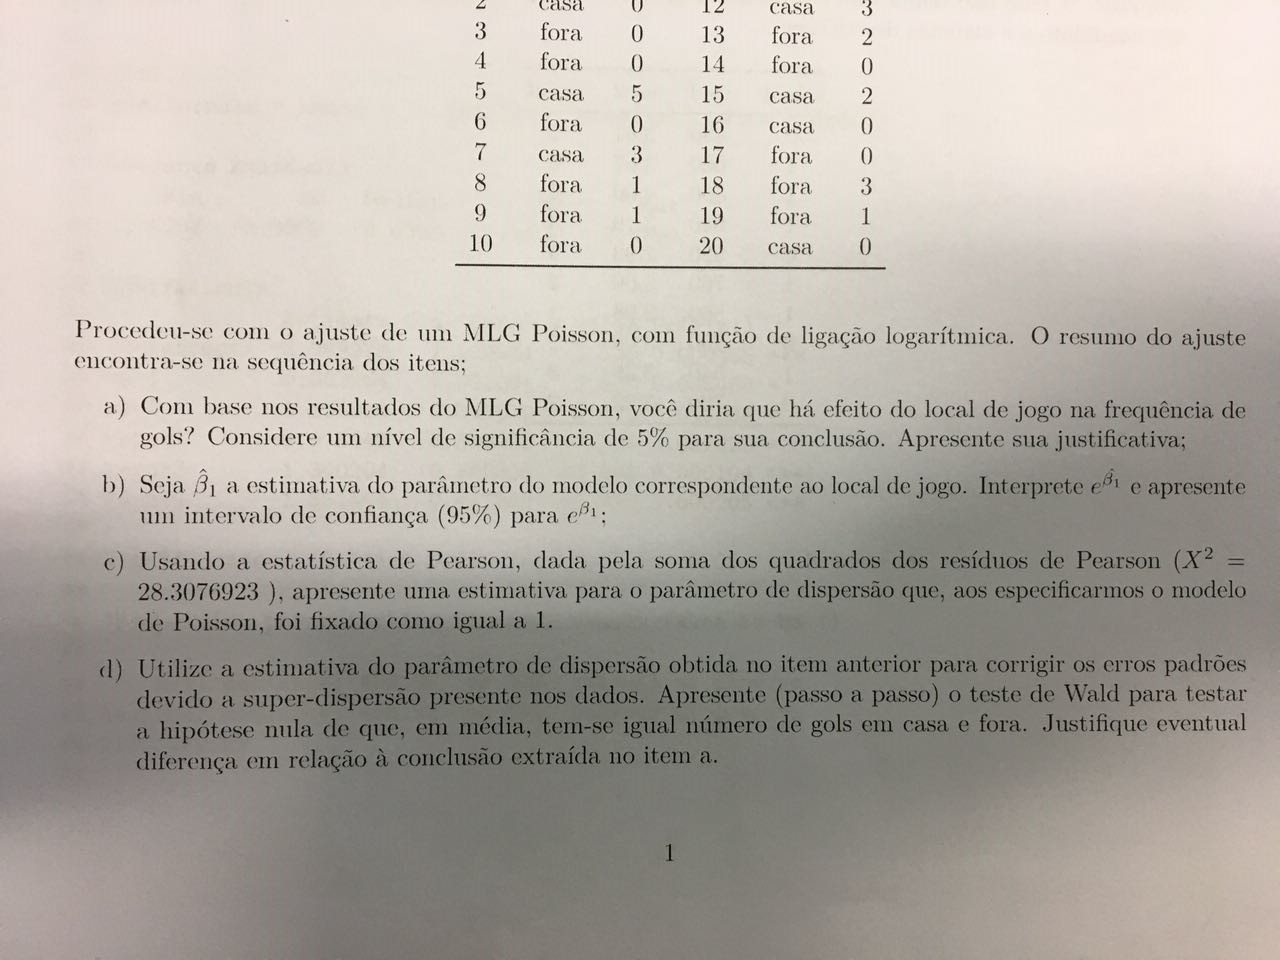 2 casa 0 12 casa 3
3 fora 0 13 fora 2
4 fora 0 14 fora 0
5 casa 5 15 casa 2
6 fora 0 16 casa 0
7 casa 3 17 fora 0
8 fora 1 18 fora 3
9 fora 1 19 fora 1
10 fora 0 20 casa 0
Procedeu-se com o ajuste de um MLG Poisson, com função de ligação logarítmica. O resumo do ajuste
encontra-se na sequência dos itens;
a) Com base nos resultados do MLG Poisson, você diria que há efeito do local de jogo na frequência de
gols? Considere um nível de significância de 5% para sua conclusão. Apresente sua justificativa;
b) Seja β̂₁ a estimativa do parâmetro do modelo correspondente ao local de jogo. Interprete e^β̂₁ e apresente
um intervalo de confiança (95%) para e^β₁;
c) Usando a estatística de Pearson, dada pela soma dos quadrados dos resíduos de Pearson (X² =
28.3076923 ), apresente uma estimativa para o parâmetro de dispersão que, aos especificarmos o modelo
de Poisson, foi fixado como igual a 1.
d) Utilize a estimativa do parâmetro de dispersão obtida no item anterior para corrigir os erros padrões
devido a super-dispersão presente nos dados. Apresente (passo a passo) o teste de Wald para testar
a hipótese nula de que, em média, tem-se igual número de gols em casa e fora. Justifique eventual
diferença em relação à conclusão extraída no item a.
1